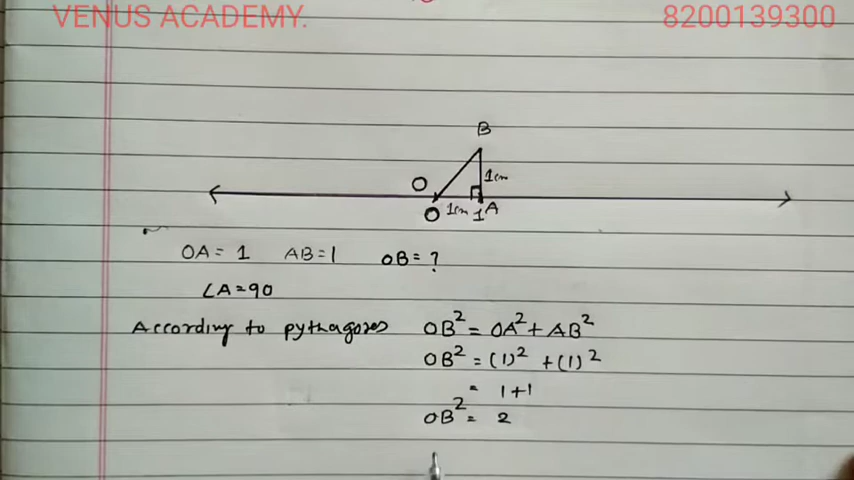 VENUS ACADEMY. 8200139300
B
O 1cm
O 1cm 1 A
OA = 1 AB = 1 OB = ?
∠A = 90
According to pythagores OB² = OA² + AB²
OB² = (1)² + (1)²
= 1 + 1
OB² = 2